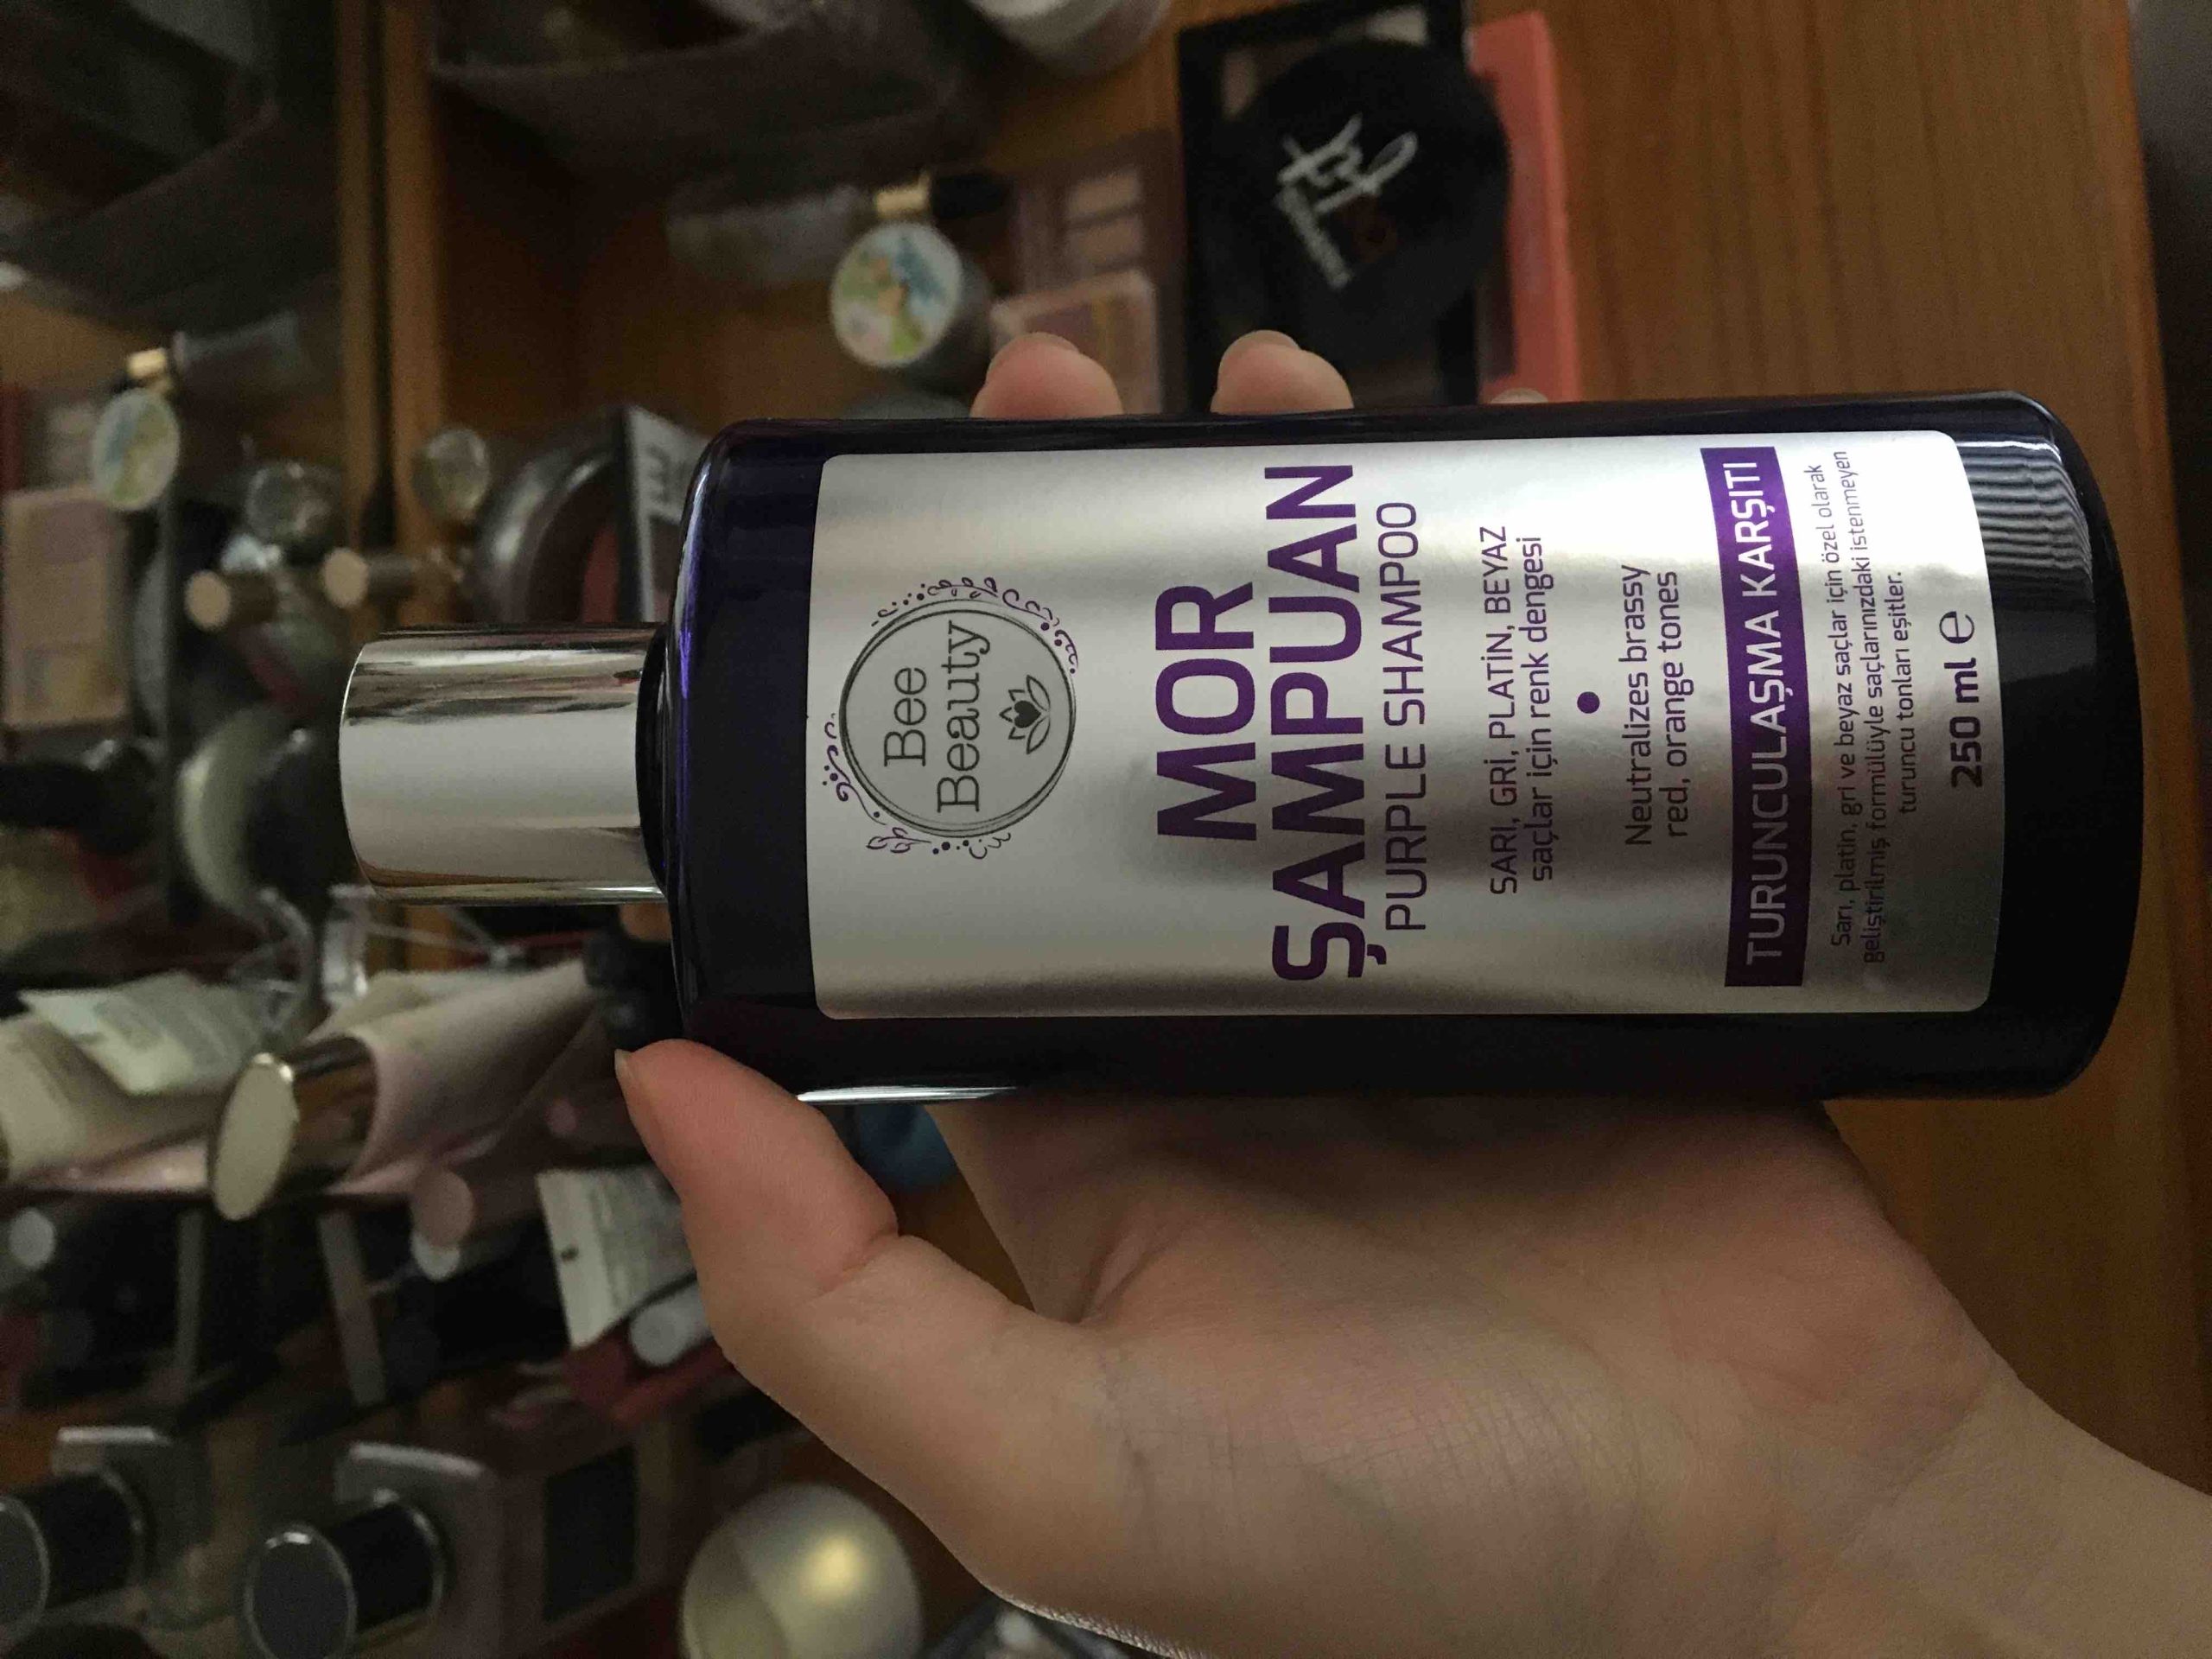 Bee
Beauty
MOR
ŞAMPUAN
PURPLE SHAMPOO
SARI, GRİ, PLATİN, BEYAZ
saçlar için renk dengesi
Neutralizes brassy
red, orange tones
TURUNCULAŞMA KARŞITI
Sarı, platin, gri ve beyaz saçlar için özel olarak
geliştirilmiş formülüyle saçlarınızdaki istenmeyen
turuncu tonları eşitler.
250 ml ℮